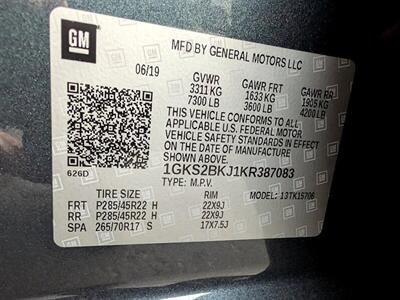 GM
MFD BY GENERAL MOTORS LLC
06/19 GVWR GAWR FRT GAWR RR
3311 KG 1633 KG 1905 KG
7300 LB 3600 LB 4200 LB
THIS VEHICLE CONFORMS TO ALL
APPLICABLE U.S. FEDERAL MOTOR
VEHICLE SAFETY STANDARDS IN
EFFECT ON THE DATE OF
MANUFACTURE SHOWN ABOVE.
626D
1GKS2BKJ1KR387083
TYPE: M.P.V. MODEL: 13TK15706
TIRE SIZE RIM
FRT P285/45R22 H 22X9J
RR P285/45R22 H 22X9J
SPA 265/70R17 S 17X7.5J